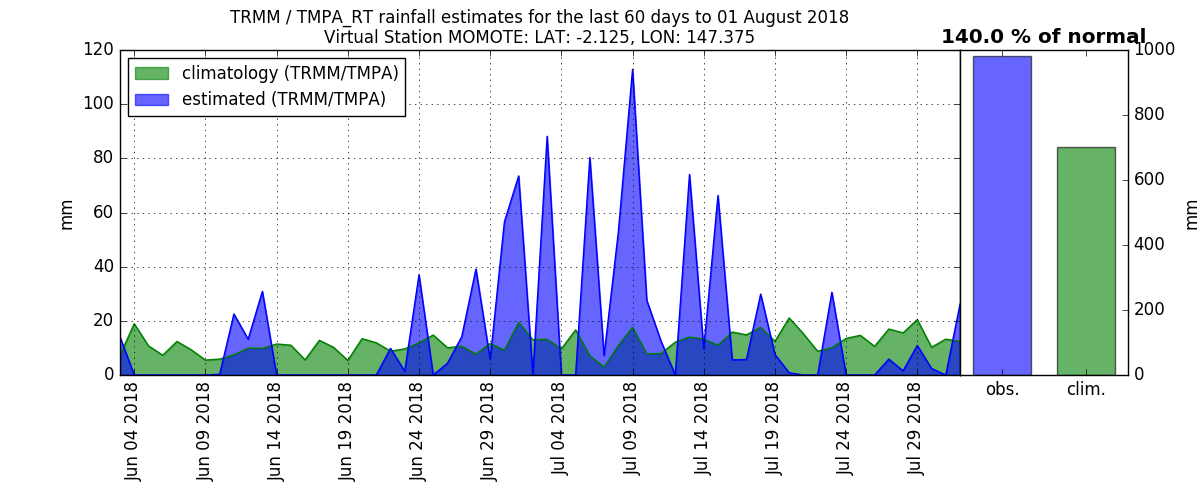 TRMM / TMPA_RT rainfall estimates for the last 60 days to 01 August 2018
Virtual Station MOMOTE: LAT: -2.125, LON: 147.375
140.0 % of normal
climatology (TRMM/TMPA)
estimated (TRMM/TMPA)
mm
120
100
80
60
40
20
0
Jun 04 2018
Jun 09 2018
Jun 14 2018
Jun 19 2018
Jun 24 2018
Jun 29 2018
Jul 04 2018
Jul 09 2018
Jul 14 2018
Jul 19 2018
Jul 24 2018
Jul 29 2018
obs.
clim.
1000
800
600
400
200
0
mm